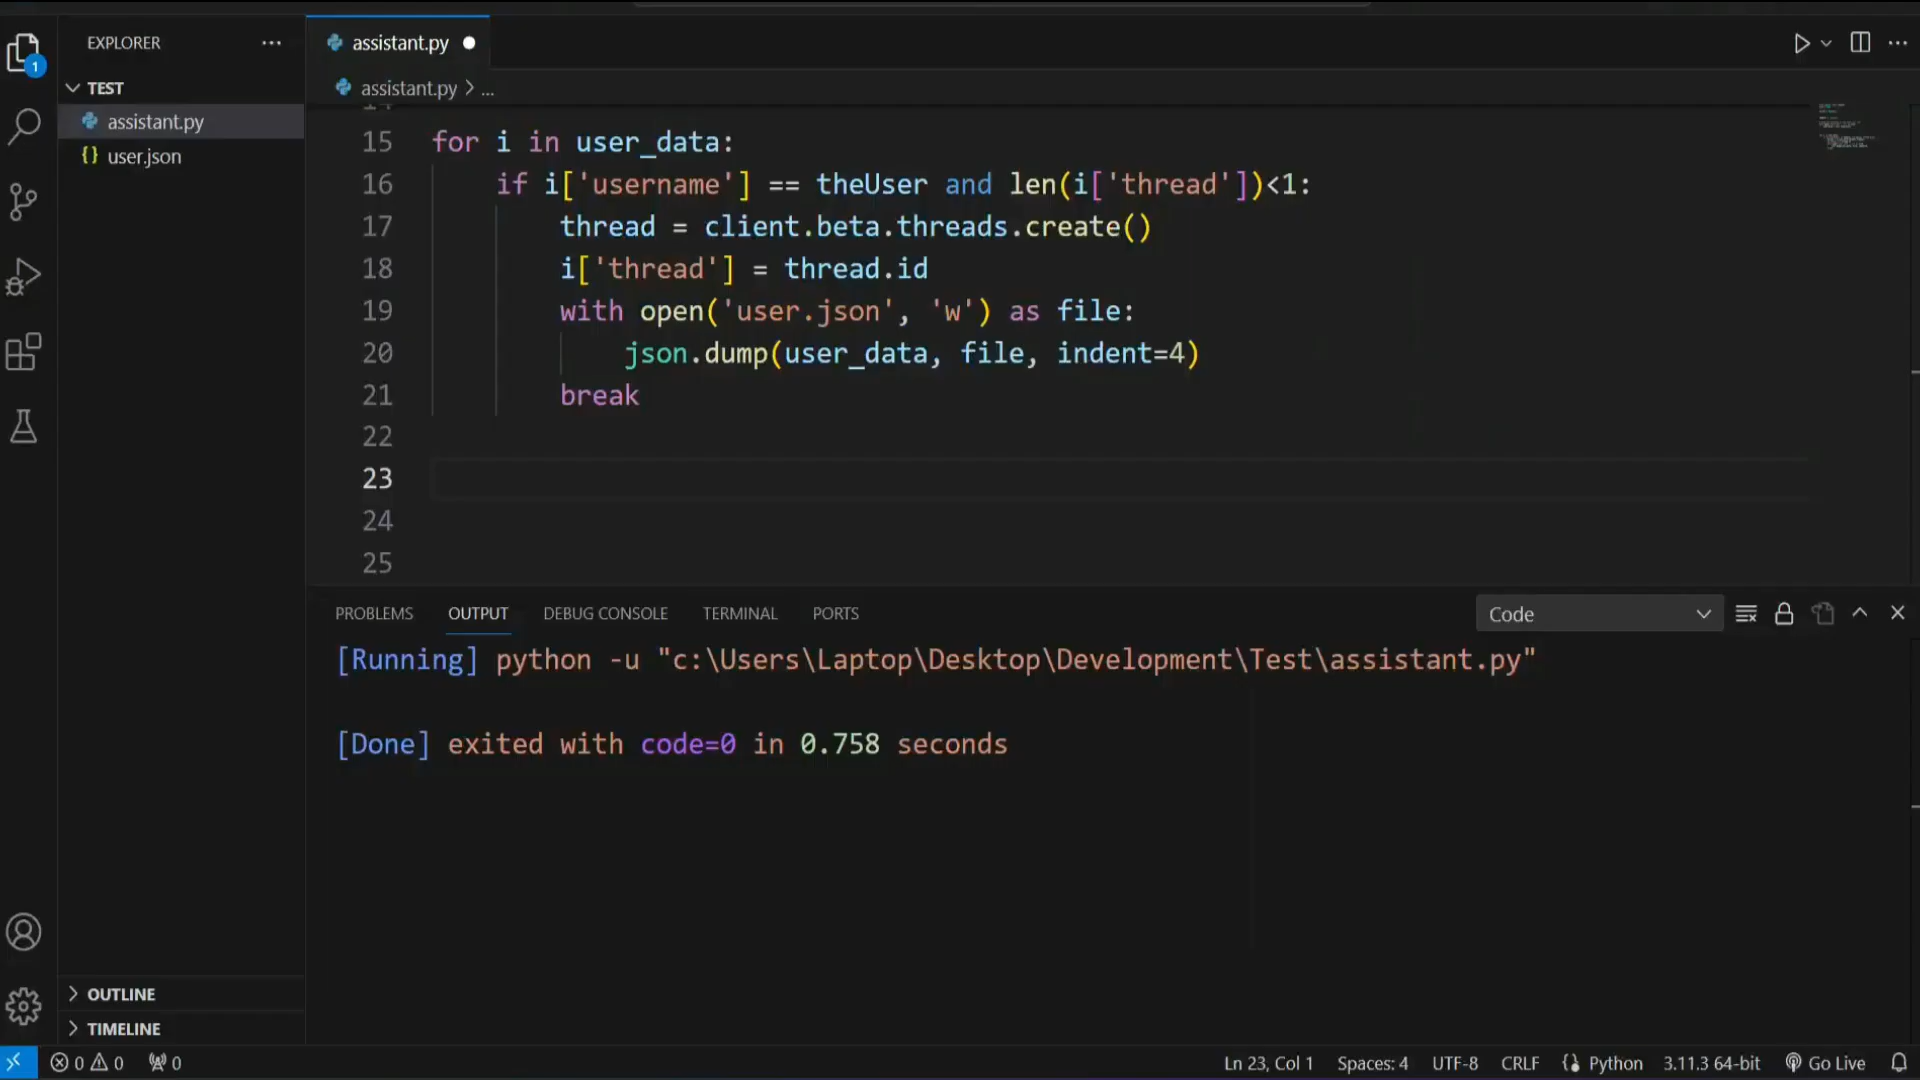 EXPLORER
assistant.py
1
TEST
assistant.py > ...
assistant.py
user.json
15 for i in user_data:
16 if i['username'] == theUser and len(i['thread'])<1:
17 thread = client.beta.threads.create()
18 i['thread'] = thread.id
19 with open('user.json', 'w') as file:
20 json.dump(user_data, file, indent=4)
21 break
22
23
24
25
PROBLEMS OUTPUT DEBUG CONSOLE TERMINAL PORTS Code
[Running] python -u "c:\Users\Laptop\Desktop\Development\Test\assistant.py"
[Done] exited with code=0 in 0.758 seconds
OUTLINE
TIMELINE
0 0 0 Ln 23, Col 1 Spaces: 4 UTF-8 CRLF Python 3.11.3 64-bit Go Live